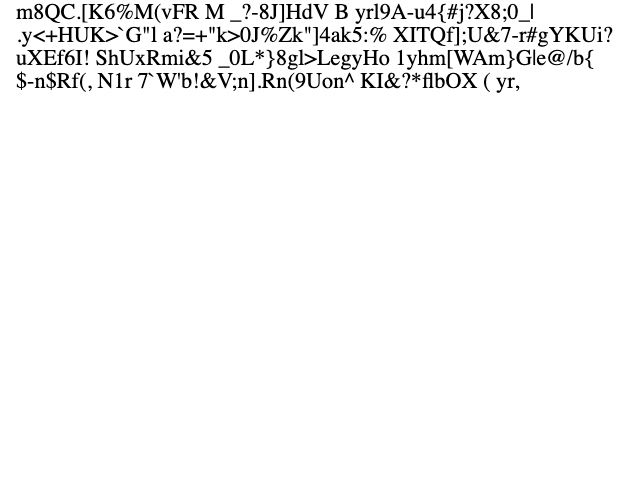 m8QC.[K6%M(vFR M _?-8J]HdV B yrl9A-u4{#j?X8;0_|
.y<+HUK>`G"l a?=+"k>0J%Zk"]4ak5:% XITQf];U&7-r#gYKUi?
uXEf6I! ShUxRmi&5 _0L*}8gl>LegyHo 1yhm[WAm}G|e@/b{
$-n$Rf(, N1r 7`W'b!&V;n].Rn(9Uon^ KI&?*flbOX ( yr,